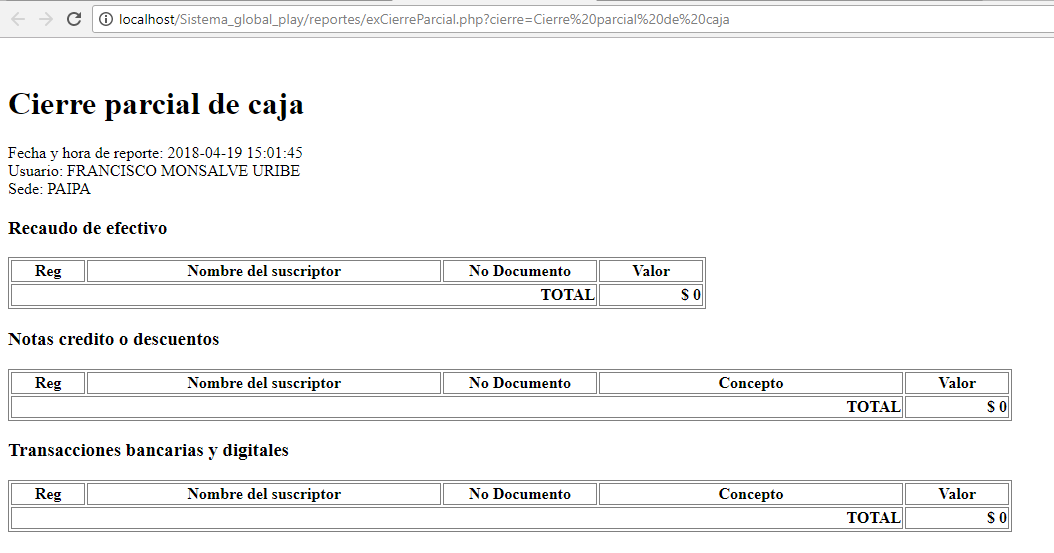 localhost/Sistema_global_play/reportes/exCierreParcial.php?cierre=Cierre%20parcial%20de%20caja
Cierre parcial de caja
Fecha y hora de reporte: 2018-04-19 15:01:45
Usuario: FRANCISCO MONSALVE URIBE
Sede: PAIPA
Recaudo de efectivo
Reg Nombre del suscriptor No Documento Valor
TOTAL $ 0
Notas credito o descuentos
Reg Nombre del suscriptor No Documento Concepto Valor
TOTAL $ 0
Transacciones bancarias y digitales
Reg Nombre del suscriptor No Documento Concepto Valor
TOTAL $ 0